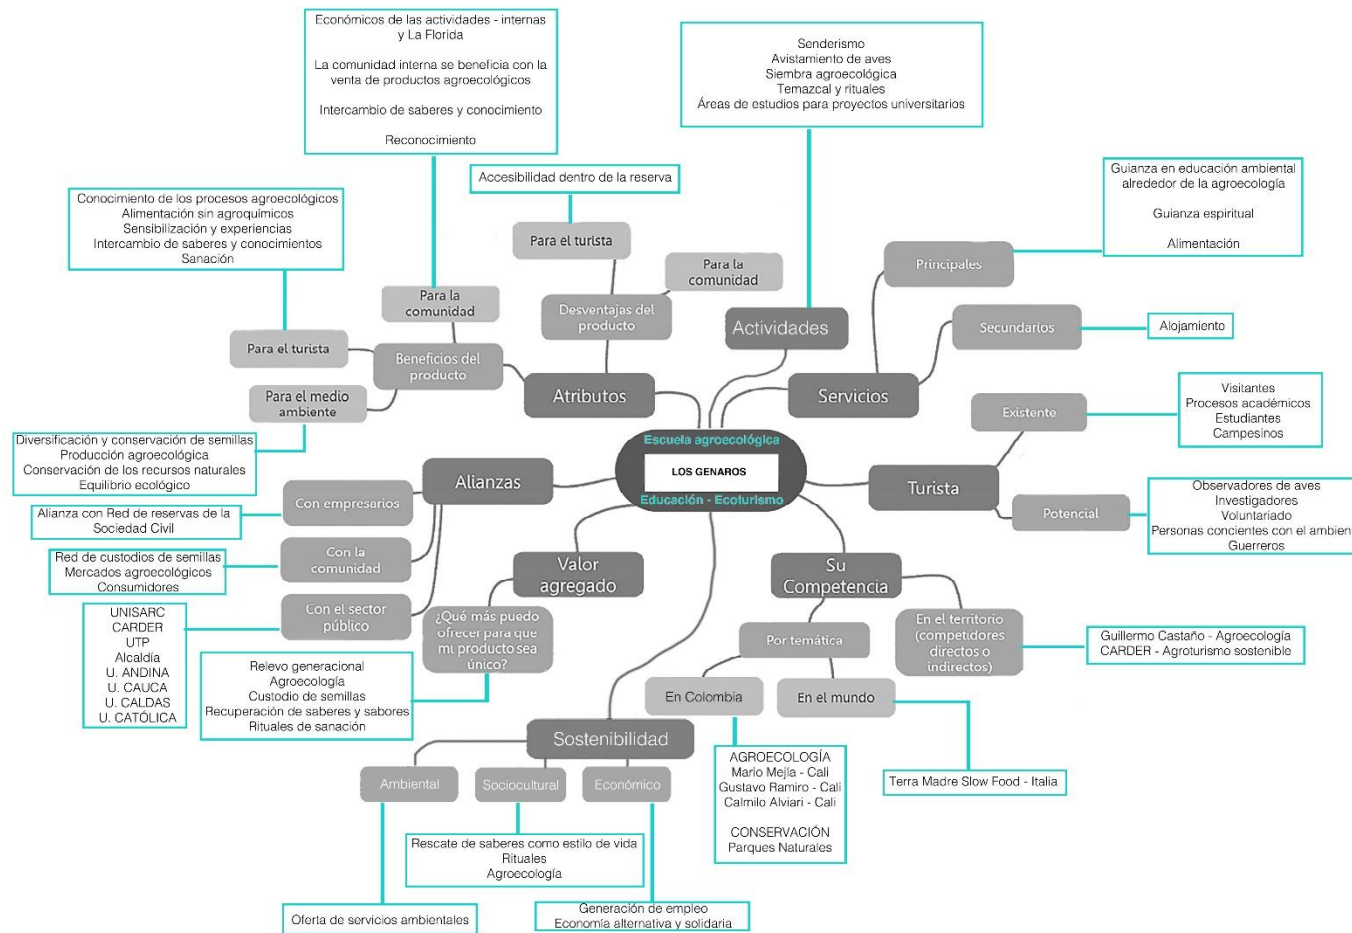 Económicos de las actividades - internas
y La Florida
La comunidad interna se beneficia con la
venta de productos agroecológicos
Intercambio de saberes y conocimiento
Reconocimiento
Senderismo
Avistamiento de aves
Siembra agroecológica
Temazcal y rituales
Áreas de estudios para proyectos universitarios
Accesibilidad dentro de la reserva
Guianza en educación ambiental
alrededor de la agroecología
Guianza espiritual
Alimentación
Conocimiento de los procesos agroecológicos
Alimentación sin agroquímicos
Sensibilización y experiencias
Intercambio de saberes y conocimientos
Sanación
Para el turista
Para la
comunidad
Principales
Para la
comunidad
Desventajas del
producto
Actividades
Secundarios
Alojamiento
Para el turista
Beneficios del
producto
Atributos
Servicios
Para el medio
ambiente
Existente
Visitantes
Procesos académicos
Estudiantes
Campesinos
Diversificación y conservación de semillas
Producción agroecológica
Conservación de los recursos naturales
Equilibrio ecológico
Escuela agroecológica
LOS GENAROS
Educación - Ecoturismo
Alianzas
Turista
Con empresarios
Alianza con Red de reservas de la
Sociedad Civil
Potencial
Observadores de aves
Investigadores
Voluntariado
Personas concientes con el ambien
Guerreros
Con la
comunidad
Red de custodios de semillas
Mercados agroecológicos
Consumidores
Valor
agregado
Su
Competencia
Con el sector
público
UNISARC
CARDER
UTP
Alcaldía
U. ANDINA
U. CAUCA
U. CALDAS
U. CATÓLICA
¿Qué más puedo
ofrecer para que
mi producto sea
único?
Por temática
En el territorio
(competidores
directos o
indirectos)
Guillermo Castaño - Agroecología
CARDER - Agroturismo sostenible
Relevo generacional
Agroecología
Custodio de semillas
Recuperación de saberes y sabores
Rituales de sanación
En Colombia
En el mundo
Sostenibilidad
Ambiental
Sociocultural
Económico
AGROECOLOGÍA
Mario Mejía - Cali
Gustavo Ramiro - Cali
Calmilo Alviari - Cali
CONSERVACIÓN
Parques Naturales
Terra Madre Slow Food - Italia
Rescate de saberes como estilo de vida
Rituales
Agroecología
Oferta de servicios ambientales
Generación de empleo
Economía alternativa y solidaria